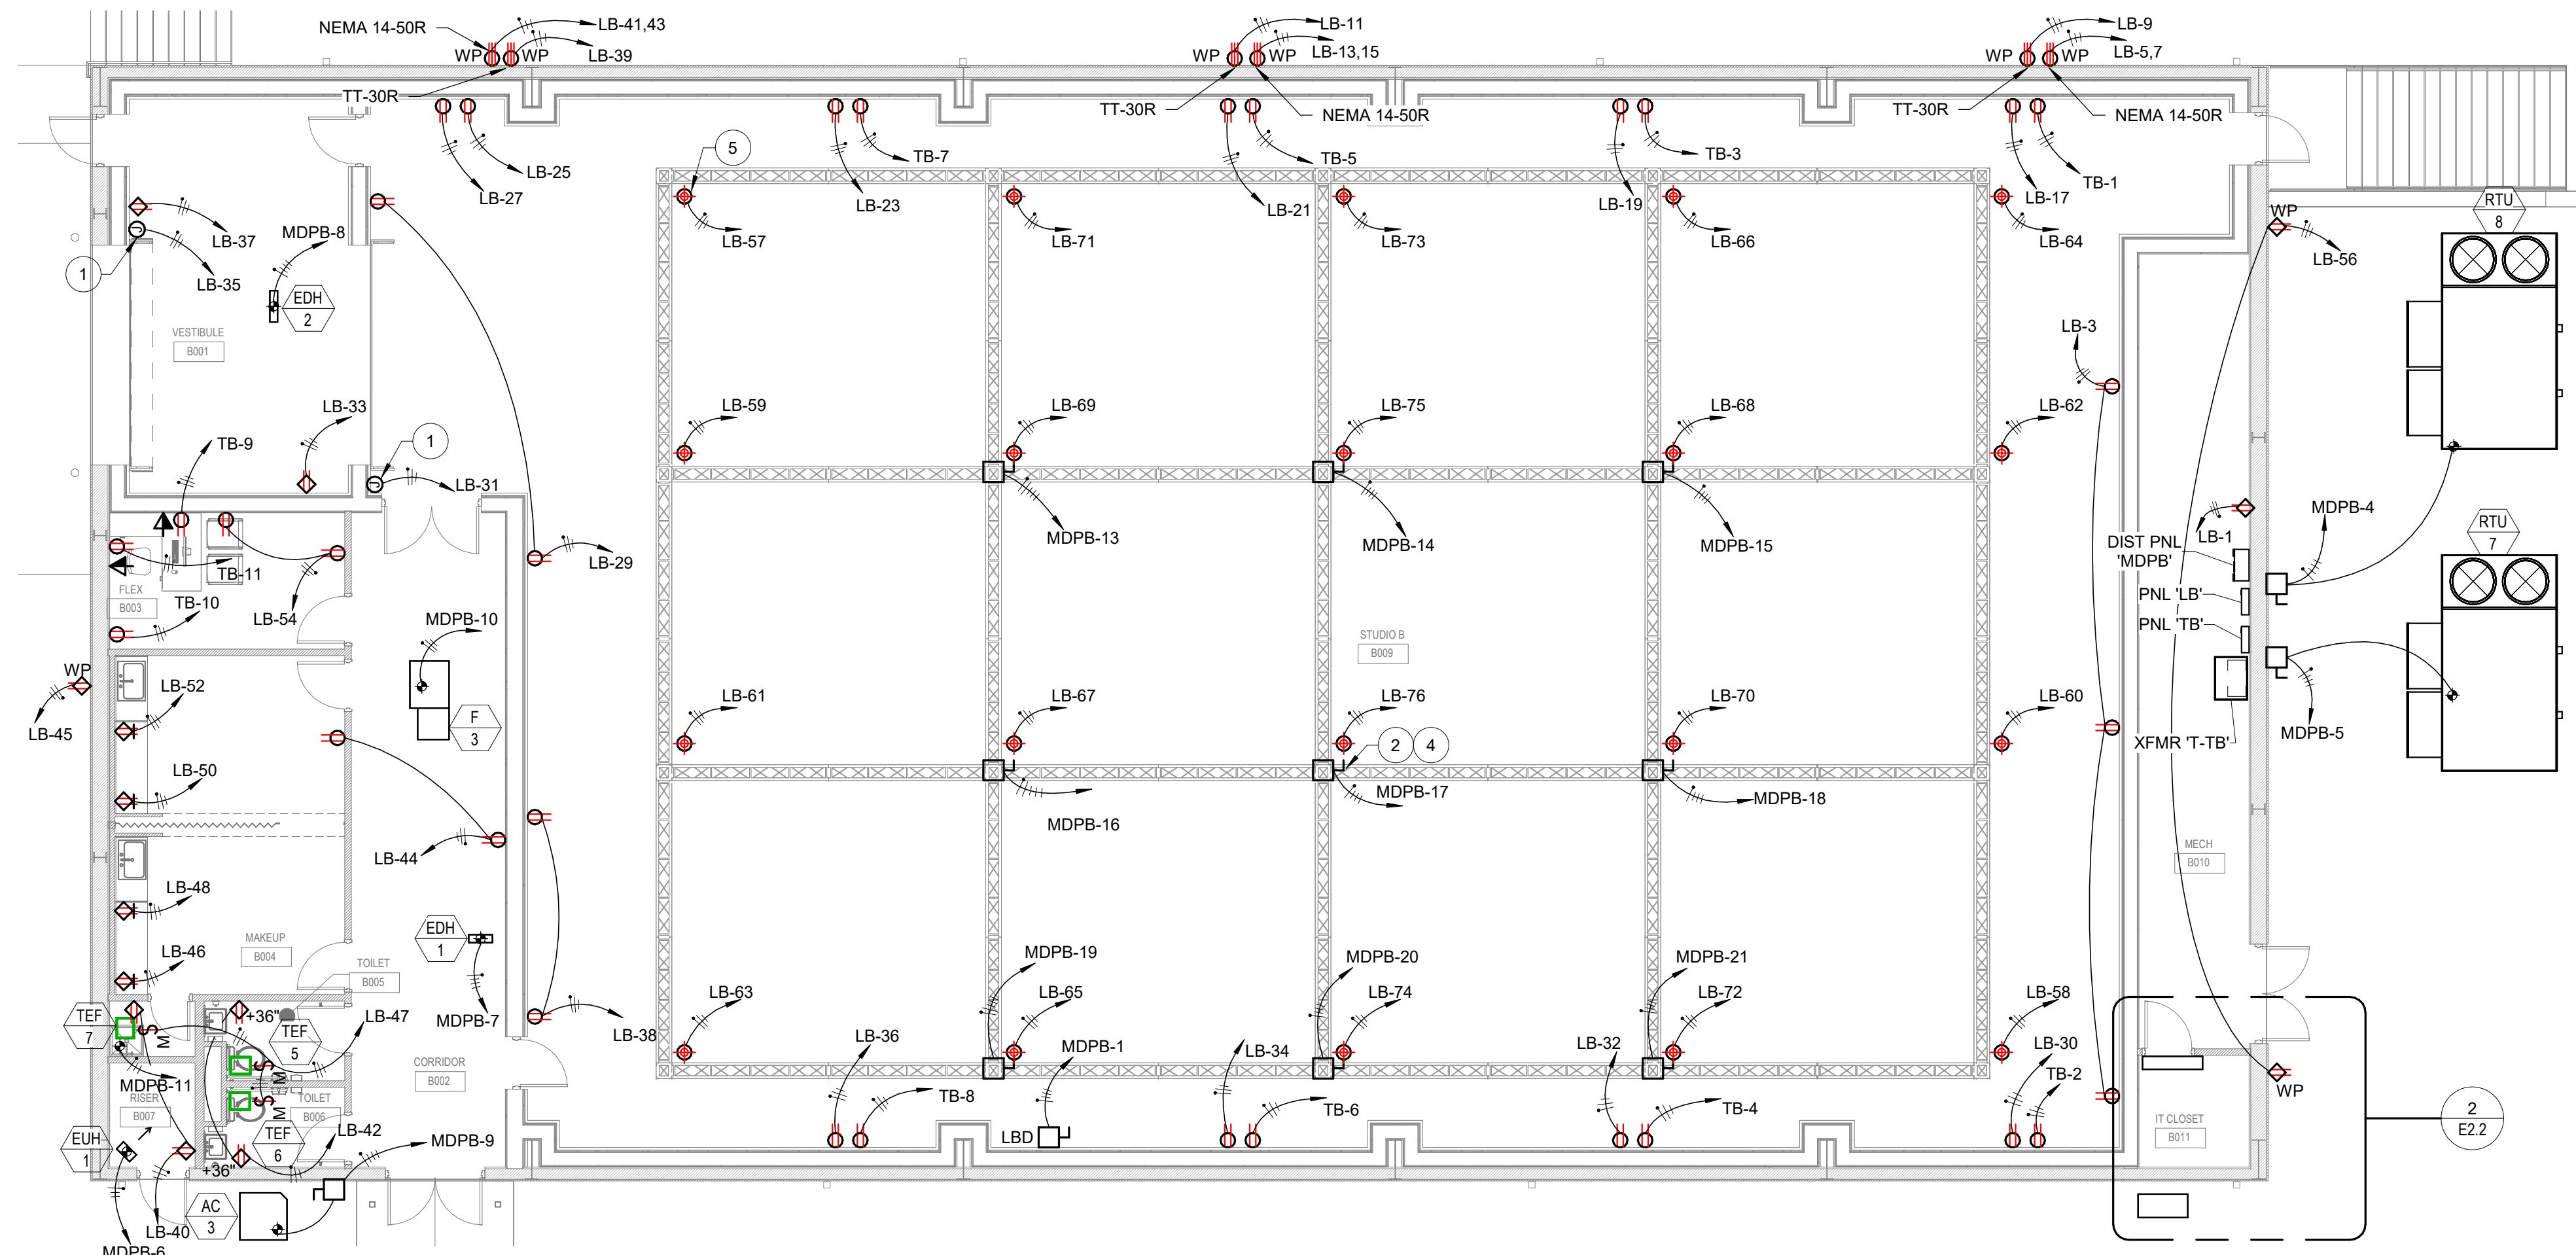 NEMA 14-50R
LB-41,43
WP
WP
LB-39
TT-30R
LB-11
WP
WP
LB-13,15
TT-30R
NEMA 14-50R
LB-9
WP
WP
LB-5,7
TT-30R
NEMA 14-50R
LB-27
LB-25
LB-23
TB-7
LB-21
TB-5
LB-19
TB-3
LB-17
TB-1
5
LB-37
MDPB-8
1
LB-35
EDH
2
VESTIBULE
B001
LB-57
LB-71
LB-73
LB-66
LB-64
WP
LB-56
RTU
8
LB-3
LB-33
TB-9
1
LB-31
LB-59
LB-69
LB-75
LB-68
LB-62
MDPB-13
MDPB-14
MDPB-15
LB-29
TB-11
FLEX
B003
TB-10
LB-54
MDPB-10
LB-1
DIST PNL
'MDPB'
PNL 'LB'
PNL 'TB'
XFMR 'T-TB'
MDPB-4
RTU
7
MDPB-5
STUDIO B
B009
WP
LB-45
LB-52
LB-50
F
3
LB-61
LB-67
LB-76
LB-70
LB-60
2
4
MDPB-16
MDPB-17
MDPB-18
LB-44
LB-48
MAKEUP
B004
LB-46
EDH
1
MDPB-7
MECH
B010
TOILET
B005
TEF
7
S
M
+36"
TEF
5
LB-47
LB-38
LB-63
MDPB-19
LB-65
MDPB-20
LB-74
MDPB-21
LB-72
LB-58
CORRIDOR
B002
MDPB-11
RISER
B007
S
M
S
M
TOILET
B006
EUH
1
TEF
6
+36"
LB-42
MDPB-9
AC
3
LB-40
MDPB-6
LB-36
TB-8
MDPB-1
LBD
LB-34
TB-6
LB-32
TB-4
LB-30
TB-2
WP
IT CLOSET
B011
2
E2.2